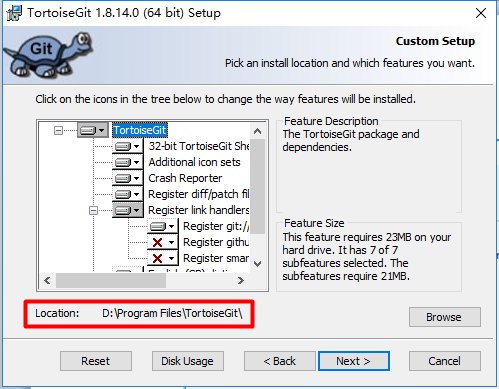 TortoiseGit 1.8.14.0 (64 bit) Setup
Git
Custom Setup
Pick an install location and which features you want.
Click on the icons in the tree below to change the way features will be installed.
TortoiseGit
32-bit TortoiseGit She
Additional icon sets
Crash Reporter
Register diff/patch fil
Register link handlers
Register git://
Register githu
Register smar
Feature Description
The TortoiseGit package and
dependencies.
Feature Size
This feature requires 23MB on your
hard drive. It has 7 of 7
subfeatures selected. The
subfeatures require 21MB.
Location: D:\Program Files\TortoiseGit\
Browse
Reset
Disk Usage
< Back
Next >
Cancel